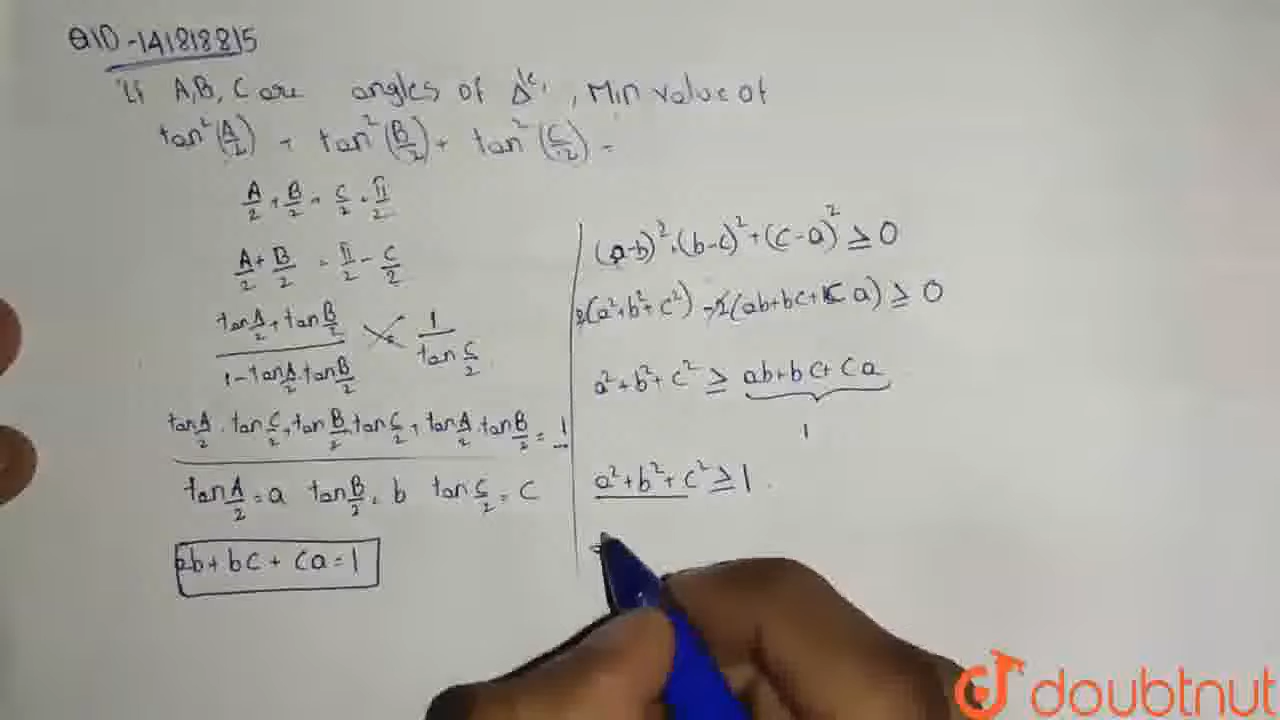 QID-141818815
If A, B, C are angles of Δle, Min value of
tan²(A/2) + tan²(B/2) + tan²(C/2) =
A/2 + B/2 + C/2 = π/2
A/2 + B/2 = π/2 - C/2
(tan A/2 + tan B/2)/(1 - tan A/2 . tan B/2) = 1/(tan C/2)
tan A/2 . tan C/2 + tan B/2 tan C/2 + tan A/2 . tan B/2 = 1
tan A/2 = a tan B/2 = b tan C/2 = c
ab + bc + ca = 1
(a-b)² + (b-c)² + (c-a)² ≥ 0
2(a²+b²+c²) - 2(ab+bc+ca) ≥ 0
a²+b²+c² ≥ ab+bc+ca
1
a²+b²+c² ≥ 1
doubtnut